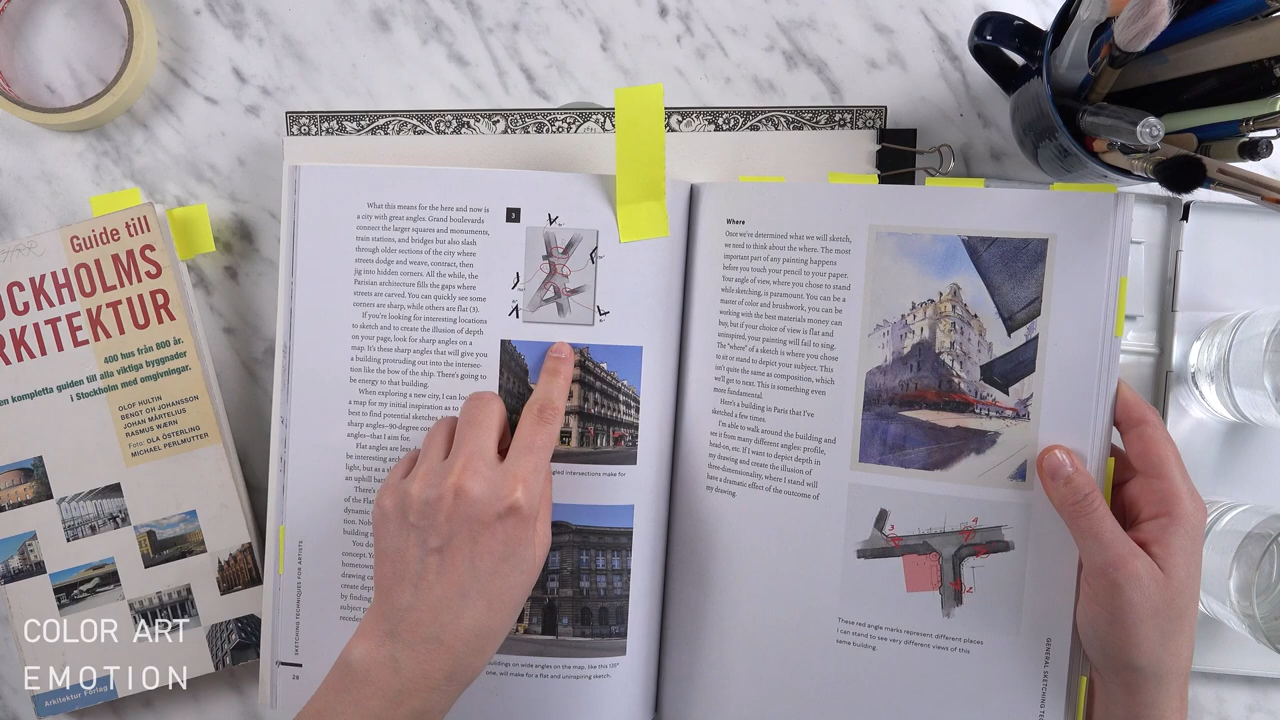 Guide till
OCKHOLMS
RKITEKTUR
400 hus från 800 år.
en kompletta guiden till alla viktiga byggnader
i Stockholm med omgivningar.
OLOF HULTIN
BENGT OH JOHANSSON
JOHAN MÅRTELIUS
RASMUS WÆRN
Foto: OLA ÖSTERLING
MICHAEL PERLMUTTER
Arkitektur Förlag
COLOR ART
EMOTION
What this means for the here and now is
a city with great angles. Grand boulevards
connect the larger squares and monuments,
train stations, and bridges but also slash
through older sections of the city where
streets dodge and weave, contract, then
jig into hidden corners. All the while, the
Parisian architecture fills the gaps where
streets are carved. You can quickly see some
corners are sharp, while others are flat (3).
If you're looking for interesting locations
to sketch and to create the illusion of depth
on your page, look for sharp angles on a
map. It's these sharp angles that will give you
a building protruding out into the intersec-
tion like the bow of the ship. There's going to
be energy to that building.
When exploring a new city, I can look
a map for my initial inspiration as to
best to find potential sketches.
sharp angles–90-degree
angles–that I aim for.
Flat angles are
be interesting
light, but as a
an uphill
There's
of the
dynamic
tion.
building
You do
concept. Yo
hometown
drawing
create
by finding
subject
3
angled intersections make for
buildings on wide angles on the map, like this 135°
one, will make for a flat and uninspiring sketch.
SKETCHING TECHNIQUES FOR ARTISTS
28
Where
Once we've determined what we will sketch,
we need to think about the where. The most
important part of any painting happens
before you touch your pencil to your paper.
Your angle of view, where you chose to stand
while sketching, is paramount. You can be a
master of color and brushwork, you can be
working with the best materials money can
buy, but if your choice of view is flat and
uninspired, your painting will fail to sing.
The "where" of a sketch is where you chose
to sit or stand to depict your subject. This
isn't quite the same as composition, which
we'll get to next. This is something even
more fundamental.
Here's a building in Paris that I've
sketched a few times.
I'm able to walk around the building and
see it from many different angles: profile,
head-on, etc. If I want to depict depth in
my drawing and create the illusion of
three-dimensionality, where I stand will
have a dramatic effect of the outcome of
my drawing.
3
4
2
These red angle marks represent different places
I can stand to see very different views of this
same building.
GENERAL SKETCHING